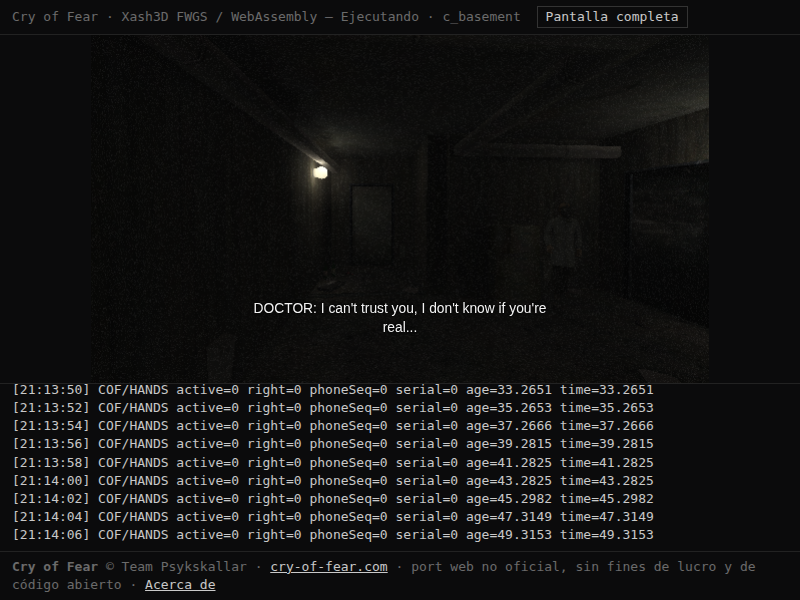 Cry of Fear · Xash3D FWGS / WebAssembly — Ejecutando · c_basement
Pantalla completa
DOCTOR: I can't trust you, I don't know if you're
real...
[21:13:50] COF/HANDS active=0 right=0 phoneSeq=0 serial=0 age=33.2651 time=33.2651
[21:13:52] COF/HANDS active=0 right=0 phoneSeq=0 serial=0 age=35.2653 time=35.2653
[21:13:54] COF/HANDS active=0 right=0 phoneSeq=0 serial=0 age=37.2666 time=37.2666
[21:13:56] COF/HANDS active=0 right=0 phoneSeq=0 serial=0 age=39.2815 time=39.2815
[21:13:58] COF/HANDS active=0 right=0 phoneSeq=0 serial=0 age=41.2825 time=41.2825
[21:14:00] COF/HANDS active=0 right=0 phoneSeq=0 serial=0 age=43.2825 time=43.2825
[21:14:02] COF/HANDS active=0 right=0 phoneSeq=0 serial=0 age=45.2982 time=45.2982
[21:14:04] COF/HANDS active=0 right=0 phoneSeq=0 serial=0 age=47.3149 time=47.3149
[21:14:06] COF/HANDS active=0 right=0 phoneSeq=0 serial=0 age=49.3153 time=49.3153
Cry of Fear © Team Psykskallar · cry-of-fear.com · port web no oficial, sin fines de lucro y de
código abierto · Acerca de